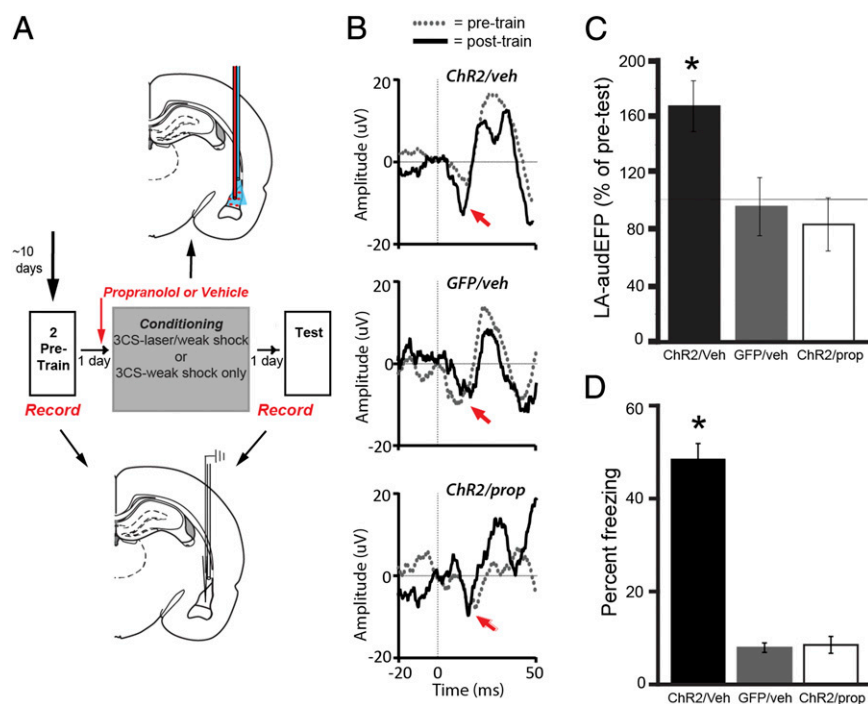 A
~10
days
2
Pre-
Train
Record
Propranolol or Vehicle
1 day
Conditioning
3CS-laser/weak shock
or
3CS-weak shock only
1 day
Test
Record
B
= pre-train
= post-train
ChR2/veh
Amplitude (uV)
20
0
-20
GFP/veh
Amplitude (uV)
20
0
-20
ChR2/prop
Amplitude (uV)
20
0
-20
-20 0 50
Time (ms)
C
LA-audEFP (% of pre-test)
200
160
120
80
40
0
*
ChR2/Veh GFP/veh ChR2/prop
D
Percent freezing
60
40
20
0
*
ChR2/Veh GFP/veh ChR2/prop